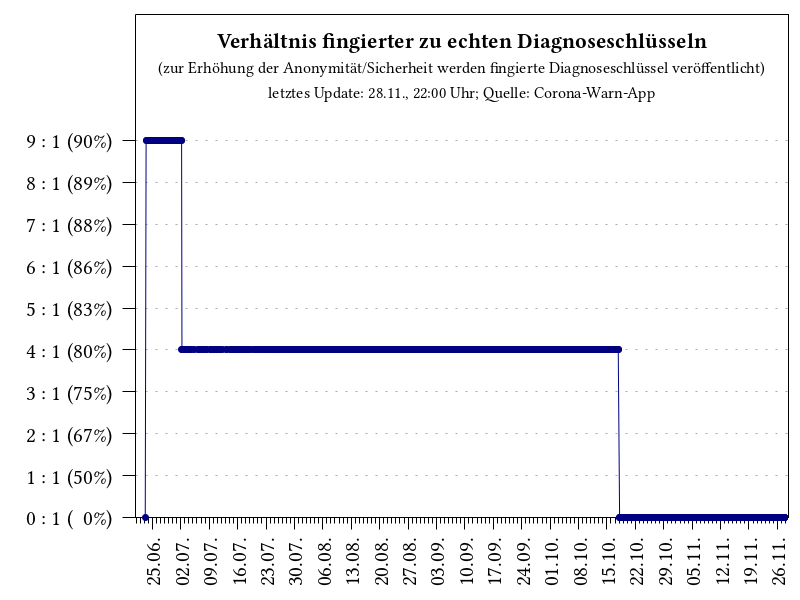 Verhältnis fingierter zu echten Diagnoseschlüsseln
(zur Erhöhung der Anonymität/Sicherheit werden fingierte Diagnoseschlüssel veröffentlicht)
letztes Update: 28.11., 22:00 Uhr; Quelle: Corona-Warn-App
9 : 1 (90%)
8 : 1 (89%)
7 : 1 (88%)
6 : 1 (86%)
5 : 1 (83%)
4 : 1 (80%)
3 : 1 (75%)
2 : 1 (67%)
1 : 1 (50%)
0 : 1 (  0%)
25.06.
02.07.
09.07.
16.07.
23.07.
30.07.
06.08.
13.08.
20.08.
27.08.
03.09.
10.09.
17.09.
24.09.
01.10.
08.10.
15.10.
22.10.
29.10.
05.11.
12.11.
19.11.
26.11.